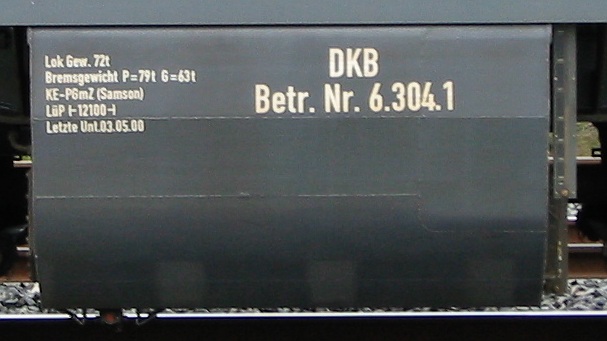 Lok Gew. 72t
Bremsgewicht P=79t G=63t
KE-PGmZ (Samson)
LüP ⊢12100⊣
Letzte Unt.03.05.00
DKB
Betr. Nr. 6.304.1